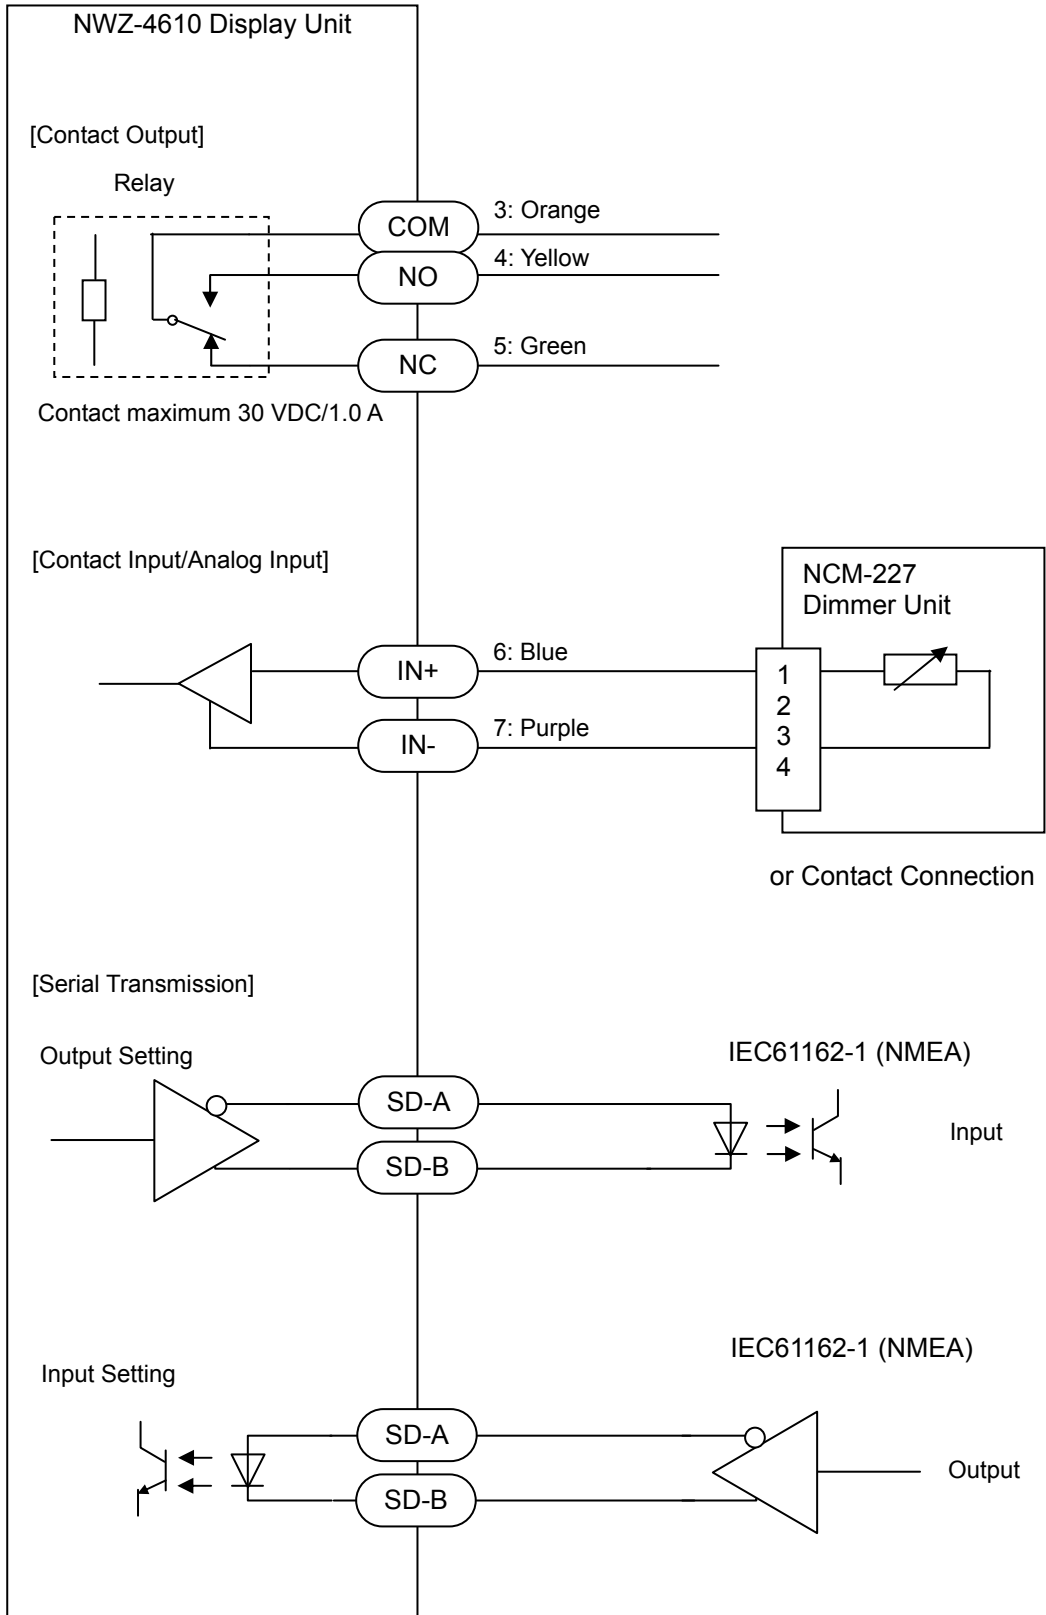 NWZ-4610 Display Unit
[Contact Output]
Relay
COM
3: Orange
NO
4: Yellow
NC
5: Green
Contact maximum 30 VDC/1.0 A
[Contact Input/Analog Input]
NCM-227
Dimmer Unit
IN+
6: Blue
IN-
7: Purple
1
2
3
4
or Contact Connection
[Serial Transmission]
Output Setting
IEC61162-1 (NMEA)
SD-A
SD-B
Input
IEC61162-1 (NMEA)
Input Setting
SD-A
SD-B
Output